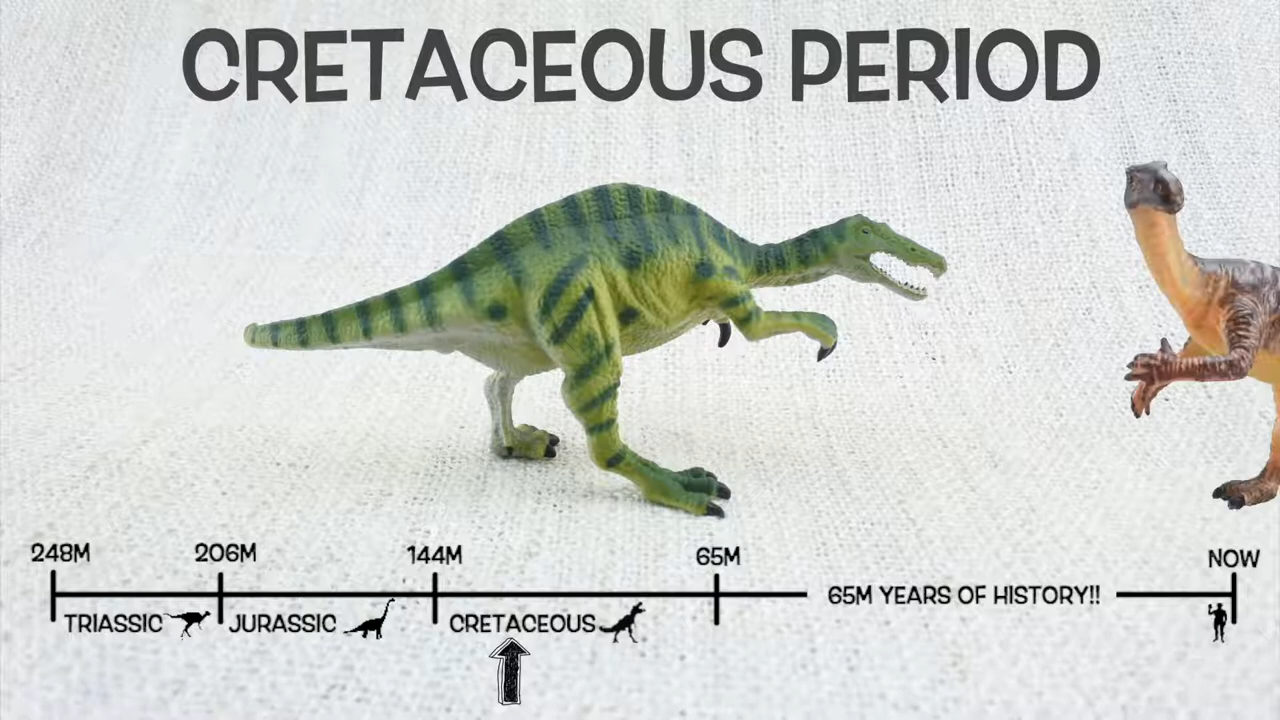 CRETACEOUS PERIOD
248M 206M 144M 65M NOW
65M YEARS OF HISTORY!!
TRIASSIC JURASSIC CRETACEOUS